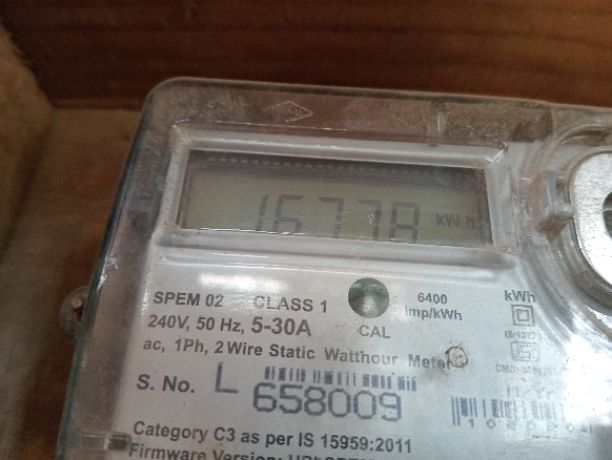 16778 kWh
SPEM 02 CLASS 1
6400
imp/kWh
kWh
240V, 50 Hz, 5-30A
CAL
ac, 1Ph, 2 Wire Static Watthour Meter
S. No. L 658009
Category C3 as per IS 15959:2011
Firmware Version: